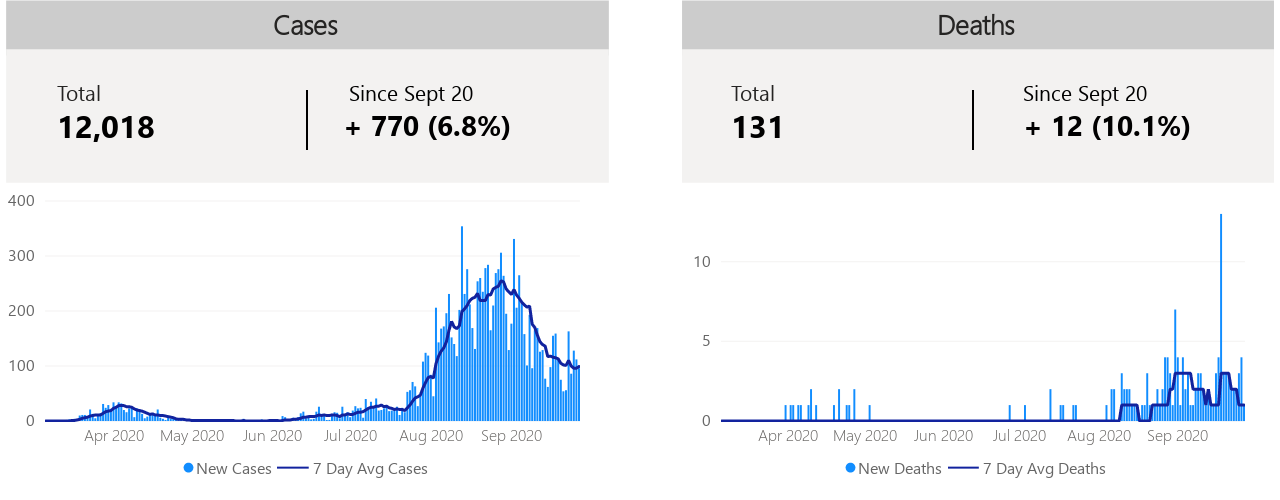 Cases
Total
Since Sept 20
12,018
+ 770 (6.8%)
400
300
200
100
0
Apr 2020 May 2020 Jun 2020 Jul 2020 Aug 2020 Sep 2020
New Cases 7 Day Avg Cases
Deaths
Total
Since Sept 20
131
+ 12 (10.1%)
10
5
0
Apr 2020 May 2020 Jun 2020 Jul 2020 Aug 2020 Sep 2020
New Deaths 7 Day Avg Deaths